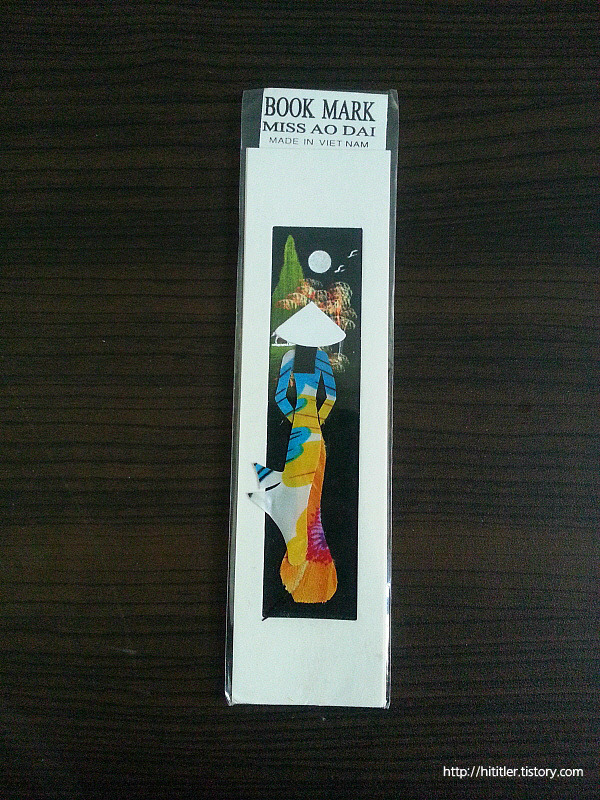 BOOK MARK
MISS AO DAI
MADE IN VIET NAM
http://hititler.tistory.com